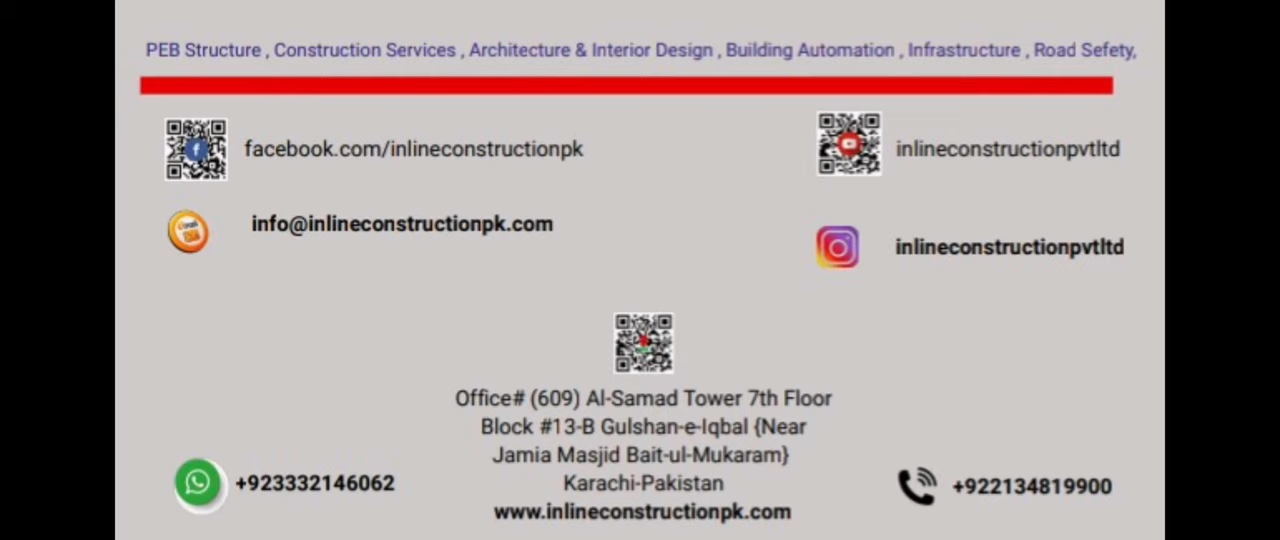 PEB Structure , Construction Services , Architecture & Interior Design , Building Automation , Infrastructure , Road Sefety,
facebook.com/inlineconstructionpk
inlineconstructionpvtltd
info@inlineconstructionpk.com
inlineconstructionpvtltd
Office# (609) Al-Samad Tower 7th Floor
Block #13-B Gulshan-e-Iqbal {Near
Jamia Masjid Bait-ul-Mukaram}
Karachi-Pakistan
www.inlineconstructionpk.com
+923332146062
+922134819900